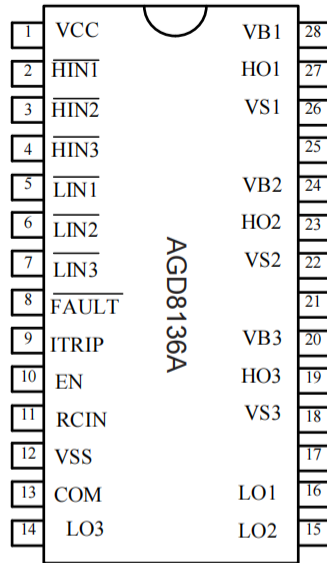 1 VCC VB1 28
2 HIN1 HO1 27
3 HIN2 VS1 26
4 HIN3 25
5 LIN1 VB2 24
6 LIN2 HO2 23
7 LIN3 VS2 22
8 FAULT 21
9 ITRIP VB3 20
10 EN HO3 19
11 RCIN VS3 18
12 VSS 17
13 COM LO1 16
14 LO3 LO2 15
AGD8136A